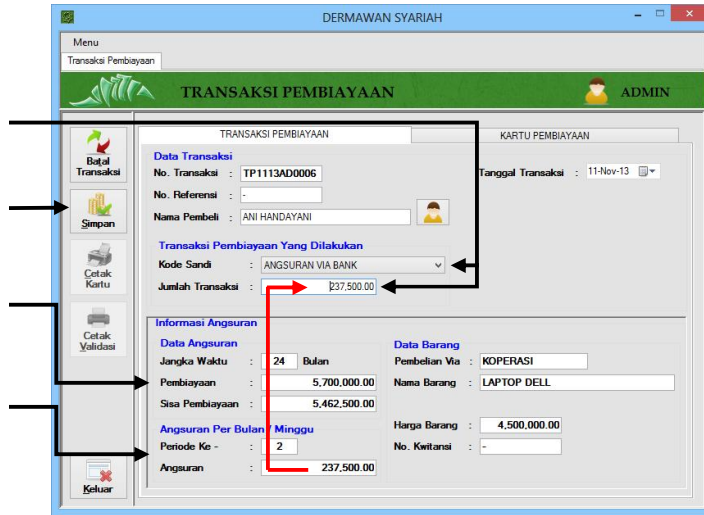 DERMAWAN SYARIAH
Menu
Transaksi Pembiayaan
TRANSAKSI PEMBIAYAAN
ADMIN
Batal Transaksi
Simpan
Cetak Kartu
Cetak Validasi
Keluar
TRANSAKSI PEMBIAYAAN KARTU PEMBIAYAAN
Data Transaksi
No. Transaksi : TP1113AD0006 Tanggal Transaksi : 11-Nov-13
No. Referensi : -
Nama Pembeli : ANI HANDAYANI
Transaksi Pembiayaan Yang Dilakukan
Kode Sandi : ANGSURAN VIA BANK
Jumlah Transaksi : 237,500.00
Informasi Angsuran
Data Angsuran
Jangka Waktu : 24 Bulan
Pembiayaan : 5,700,000.00
Sisa Pembiayaan : 5,462,500.00
Angsuran Per Bulan / Minggu
Periode Ke - : 2
Angsuran : 237,500.00
Data Barang
Pembelian Via : KOPERASI
Nama Barang : LAPTOP DELL
Harga Barang : 4,500,000.00
No. Kwitansi : -